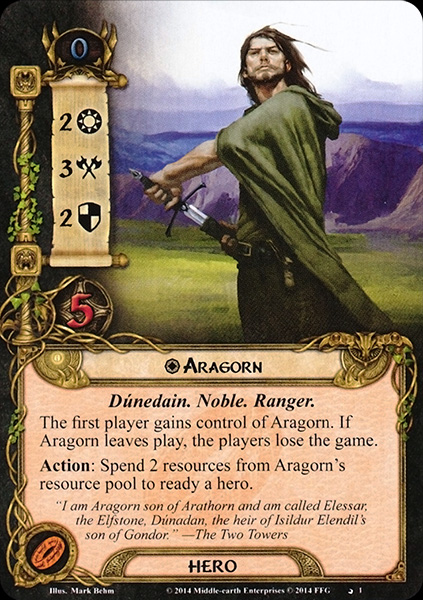 0
2
3
2
5
Aragorn
Dúnedain. Noble. Ranger.
The first player gains control of Aragorn. If
Aragorn leaves play, the players lose the game.
Action: Spend 2 resources from Aragorn's
resource pool to ready a hero.
"I am Aragorn son of Arathorn and am called Elessar,
the Elfstone, Dúnadan, the heir of Isildur Elendil's
son of Gondor." —The Two Towers
HERO
Illus. Mark Behm © 2014 Middle-earth Enterprises © 2014 FFG 1